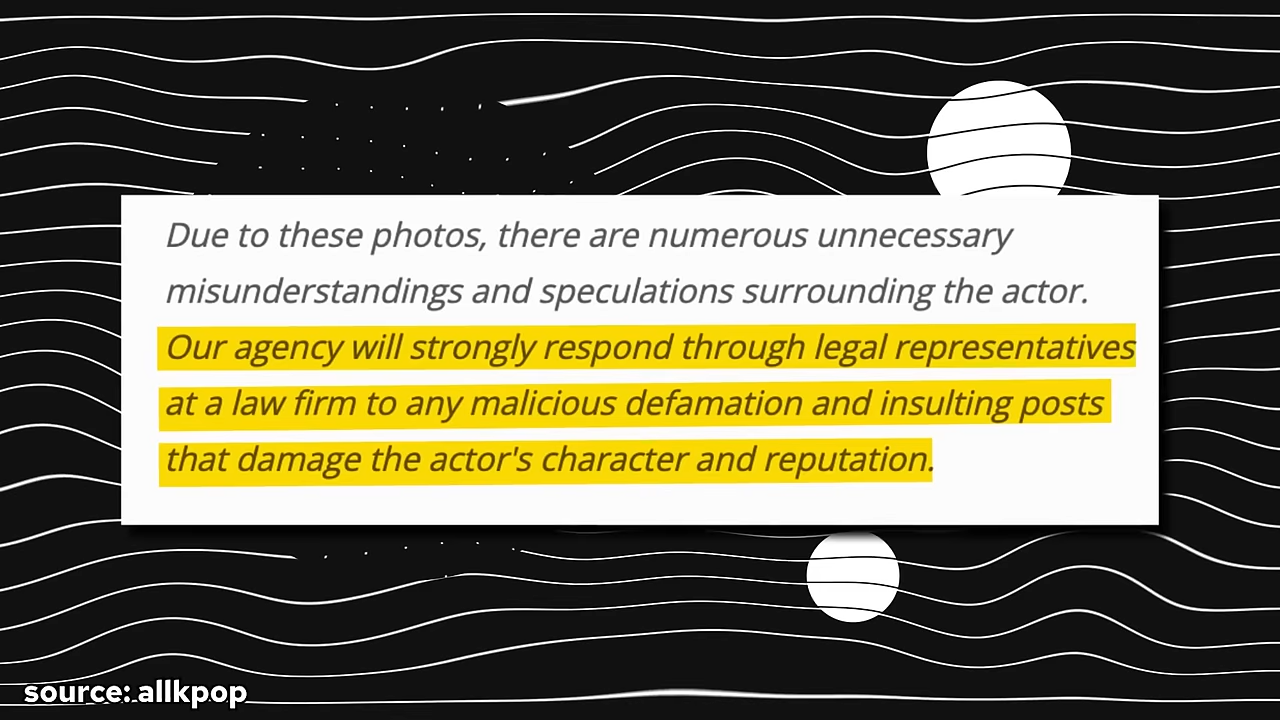 Due to these photos, there are numerous unnecessary
misunderstandings and speculations surrounding the actor.
Our agency will strongly respond through legal representatives
at a law firm to any malicious defamation and insulting posts
that damage the actor's character and reputation.
source: allkpop